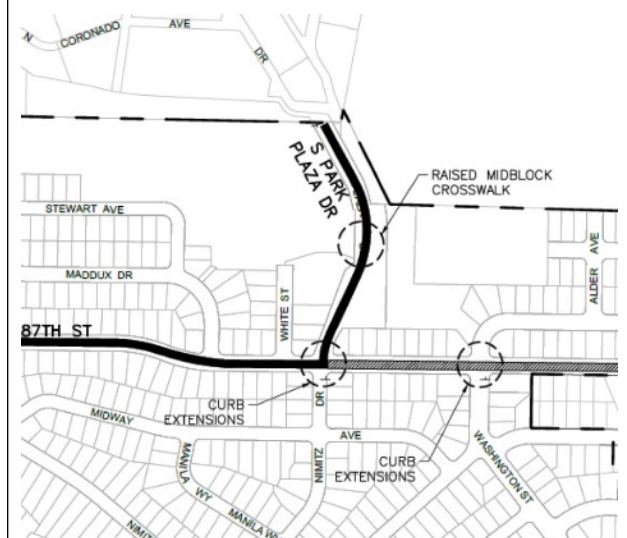 AVE
N
CORONADO
DR
S PARK
PLAZA DR
RAISED MIDBLOCK
CROSSWALK
STEWART AVE
MADDUX DR
WHITE ST
ALDER AVE
87TH ST
CURB
EXTENSIONS
DR
MIDWAY
AVE
CURB
EXTENSIONS
WASHINGTON ST
MANILA
WY
NIMITZ
NIMITZ
MANILA W